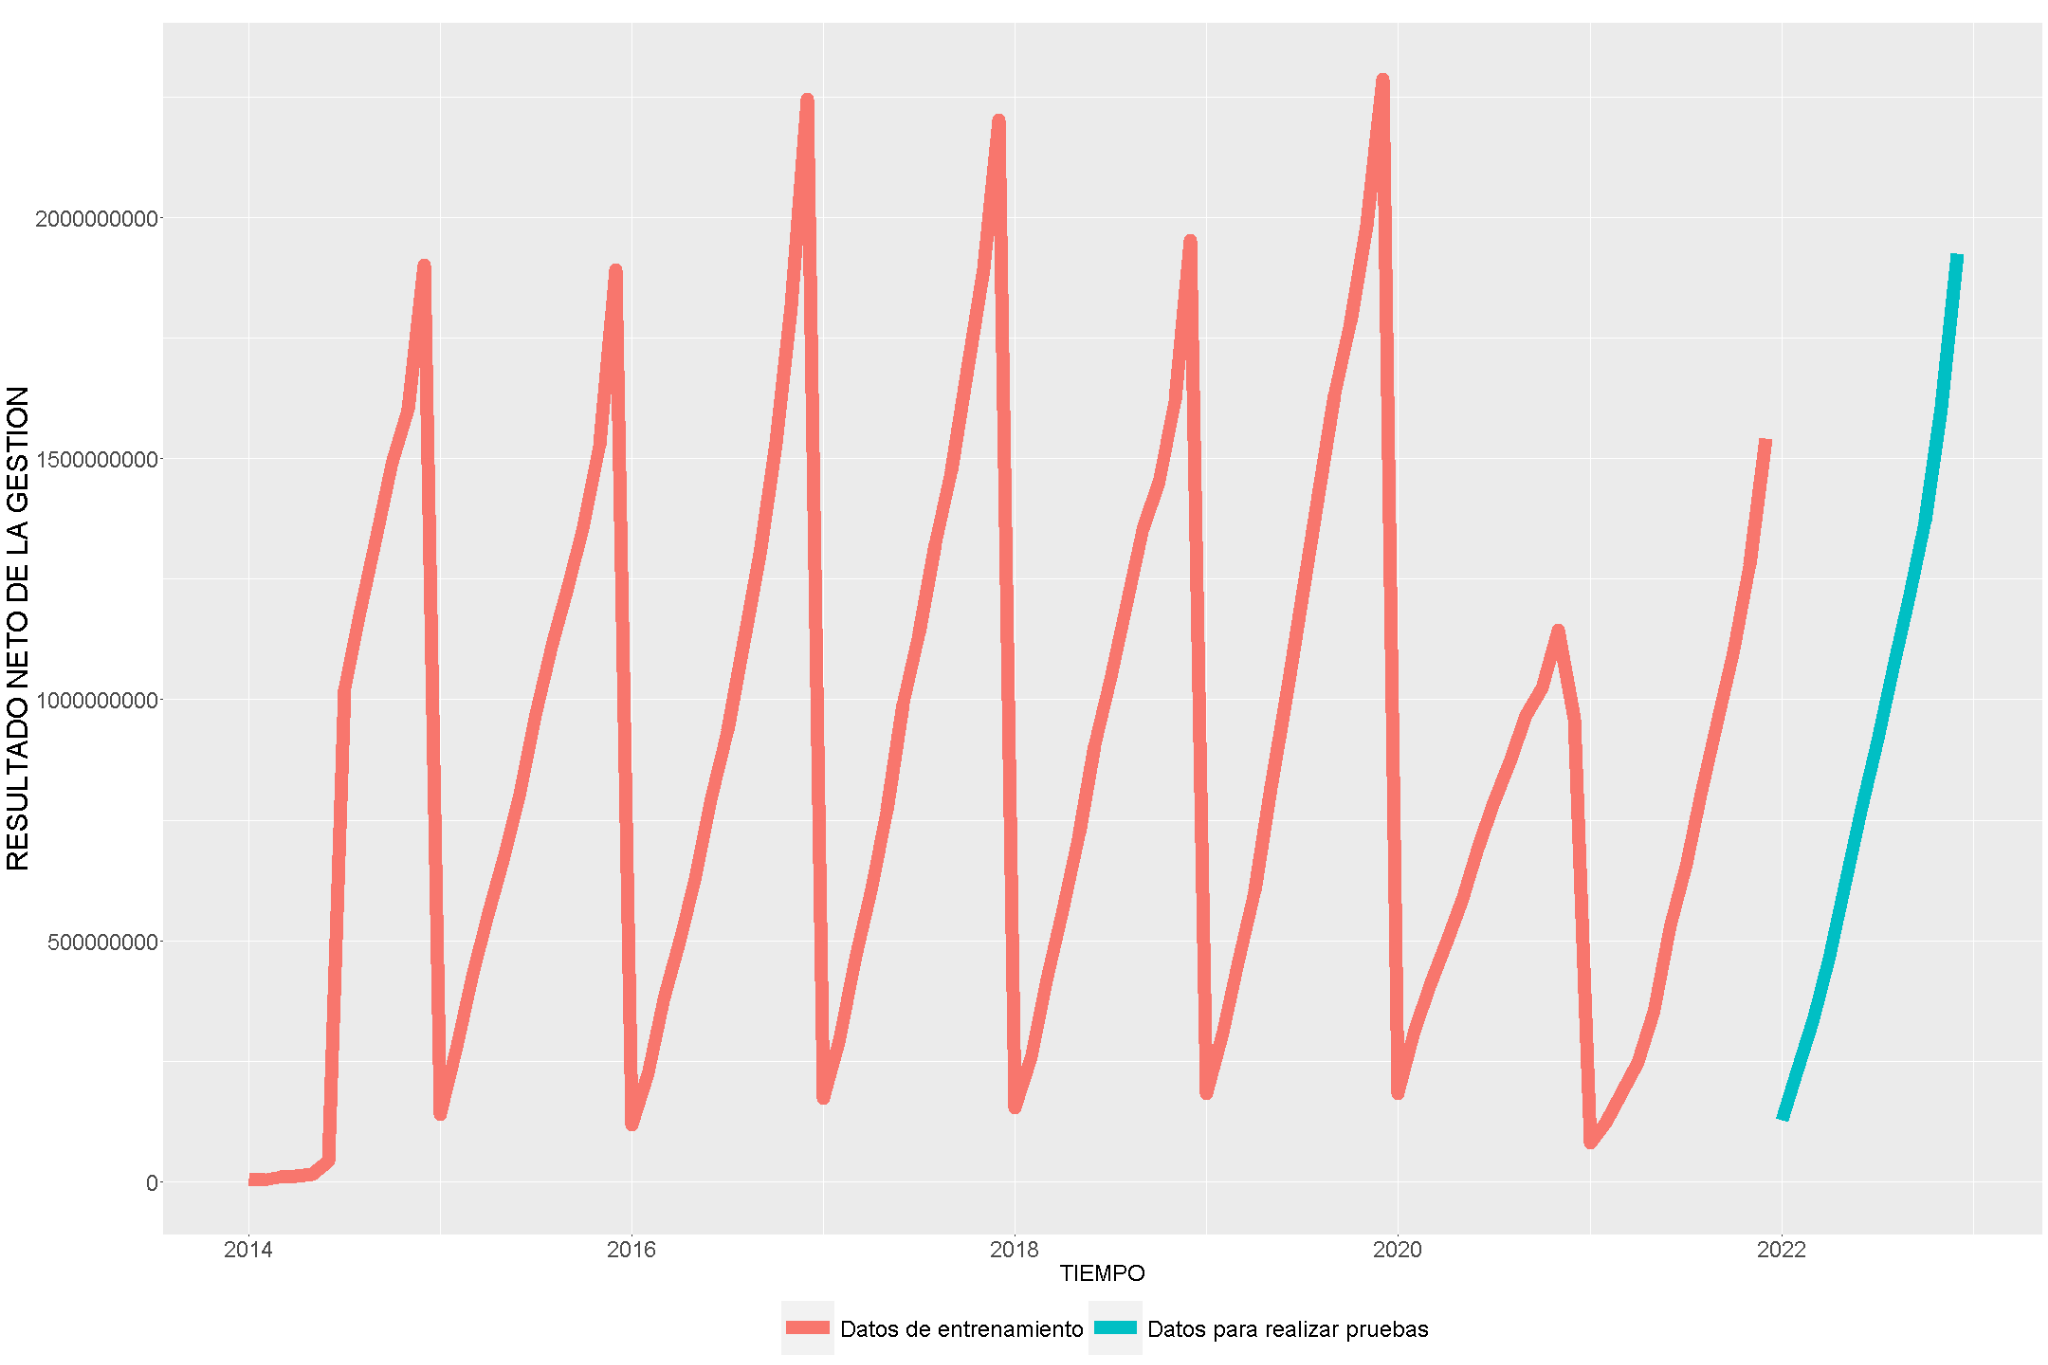 RESULTADO NETO DE LA GESTION
2000000000
1500000000
1000000000
500000000
0
2014 2016 2018 2020 2022
TIEMPO
Datos de entrenamiento Datos para realizar pruebas